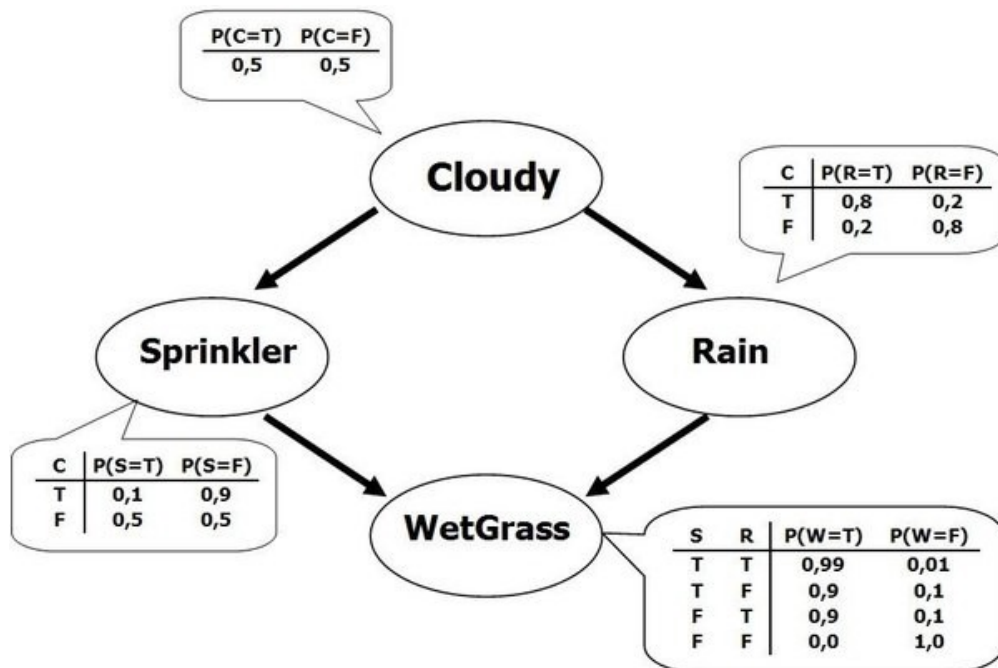 P(C=T) P(C=F)
0,5 0,5
Cloudy
C P(R=T) P(R=F)
T 0,8 0,2
F 0,2 0,8
Sprinkler
Rain
C P(S=T) P(S=F)
T 0,1 0,9
F 0,5 0,5
WetGrass
S R P(W=T) P(W=F)
T T 0,99 0,01
T F 0,9 0,1
F T 0,9 0,1
F F 0,0 1,0